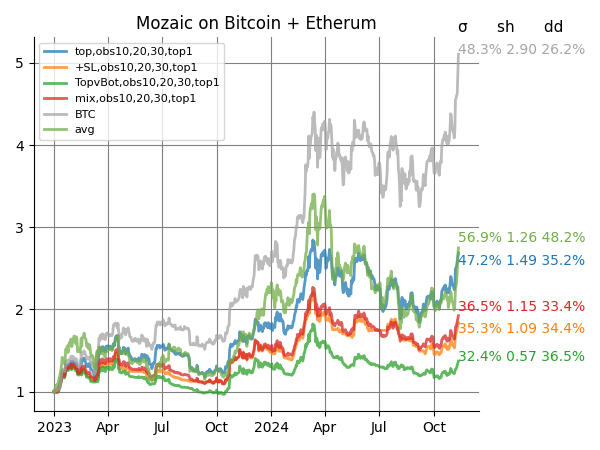 Mozaic on Bitcoin + Etherum
σ sh dd
top,obs10,20,30,top1
+SL,obs10,20,30,top1
TopvBot,obs10,20,30,top1
mix,obs10,20,30,top1
BTC
avg
48.3% 2.90 26.2%
56.9% 1.26 48.2%
47.2% 1.49 35.2%
36.5% 1.15 33.4%
35.3% 1.09 34.4%
32.4% 0.57 36.5%
5
4
3
2
1
2023 Apr Jul Oct 2024 Apr Jul Oct